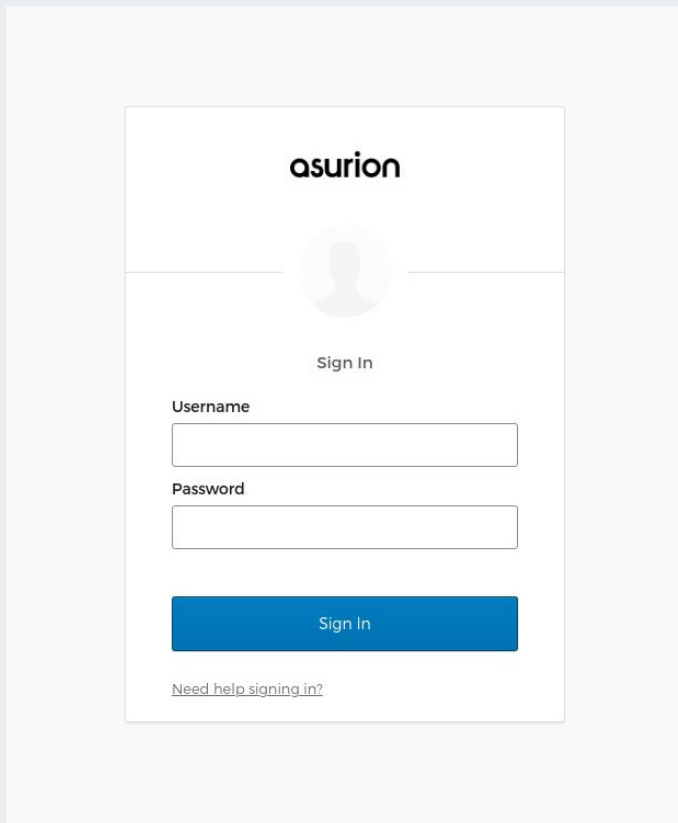 asurion
Sign In
Username
Password
Sign In
Need help signing in?